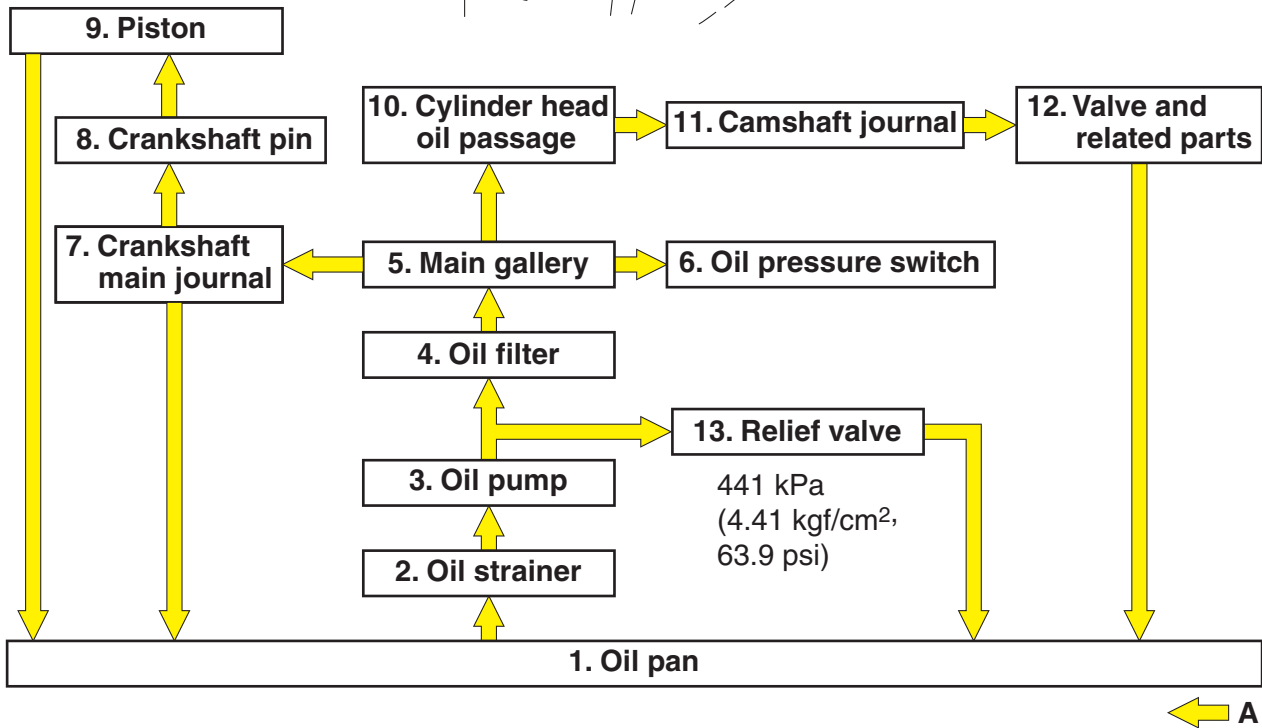 9. Piston
10. Cylinder head
oil passage
11. Camshaft journal
12. Valve and
related parts
8. Crankshaft pin
7. Crankshaft
main journal
5. Main gallery
6. Oil pressure switch
4. Oil filter
13. Relief valve
441 kPa
(4.41 kgf/cm²,
63.9 psi)
3. Oil pump
2. Oil strainer
1. Oil pan
A